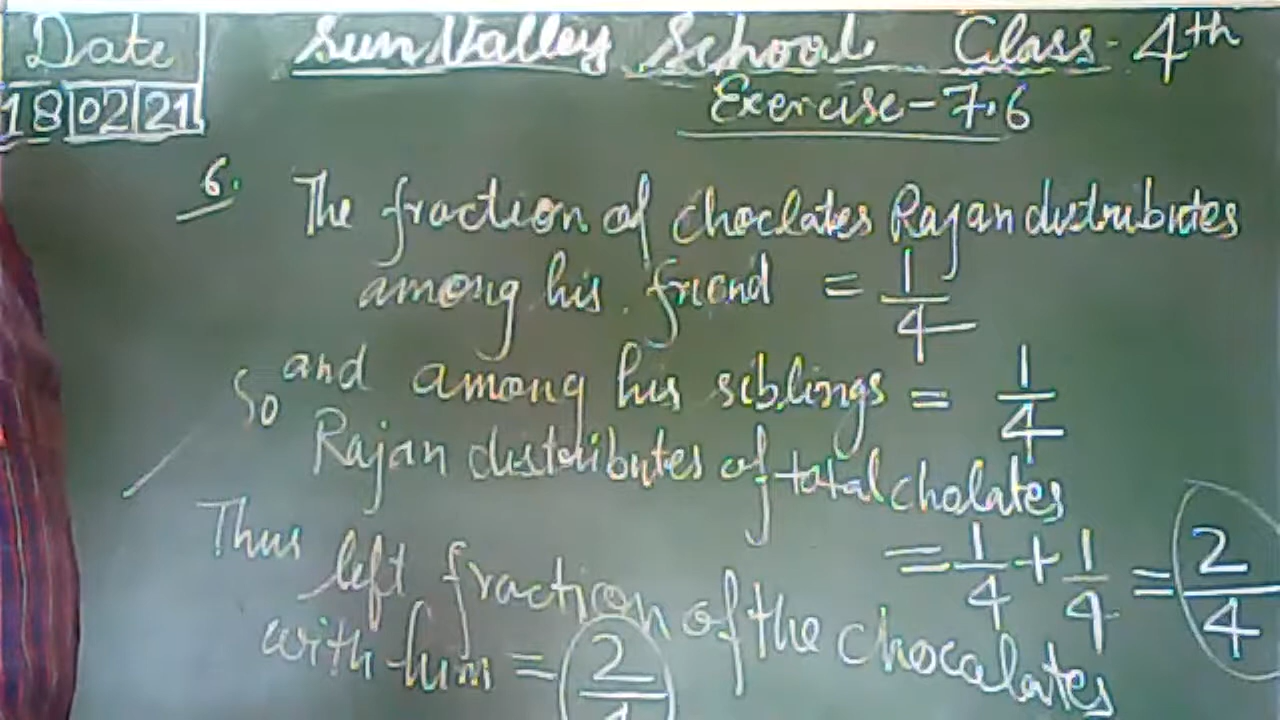 Date Sun Valley School Class - 4th
18 02 21 Exercise - 7.6
6. The fraction of choclates Rajan distributes
among his friend = 1/4
So and among his siblings = 1/4
Rajan distributes of total cholates
= 1/4 + 1/4 = 2/4
Thus left fraction of the chocalates
with him = 2/4